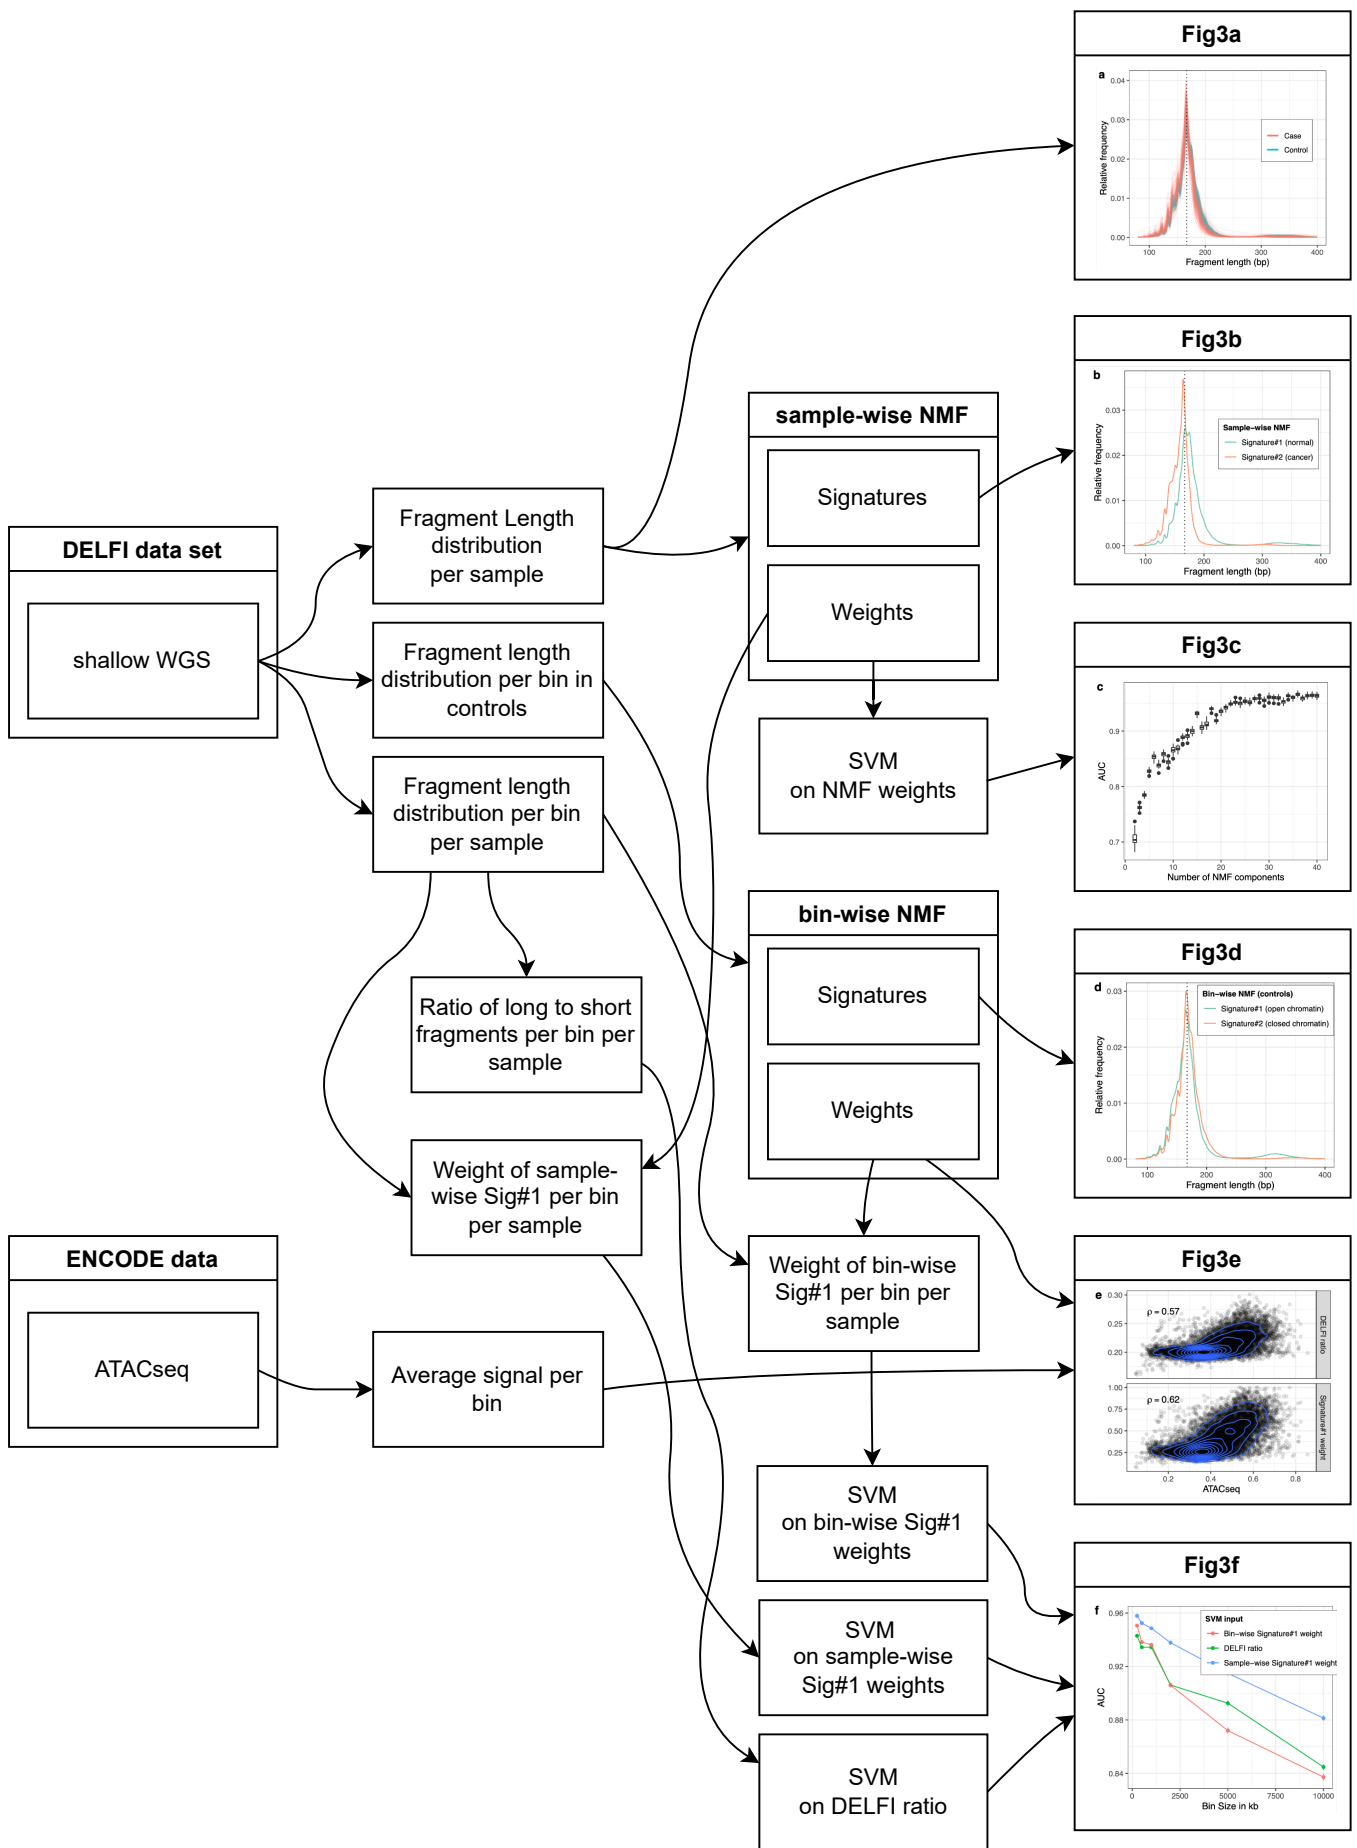 DELFI data set
shallow WGS
ENCODE data
ATACseq
Fragment Length
distribution
per sample
Fragment length
distribution per bin in
controls
Fragment length
distribution per bin
per sample
Ratio of long to short
fragments per bin per
sample
Weight of sample-
wise Sig#1 per bin
per sample
Average signal per
bin
sample-wise NMF
Signatures
Weights
SVM
on NMF weights
bin-wise NMF
Signatures
Weights
Weight of bin-wise
Sig#1 per bin per
sample
SVM
on bin-wise Sig#1
weights
SVM
on sample-wise
Sig#1 weights
SVM
on DELFI ratio
Fig3a
a
0.04
0.03
0.02
0.01
0.00
Relative frequency
Case
Control
100 200 300 400
Fragment length (bp)
Fig3b
b
0.03
0.02
0.01
0.00
Relative frequency
Sample-wise NMF
Signature#1 (normal)
Signature#2 (cancer)
100 200 300 400
Fragment length (bp)
Fig3c
c
0.9
0.8
0.7
AUC
0 10 20 30 40
Number of NMF components
Fig3d
d
0.03
0.02
0.01
0.00
Relative frequency
Bin-wise NMF (controls)
Signature#1 (open chromatin)
Signature#2 (closed chromatin)
100 200 300 400
Fragment length (bp)
Fig3e
e
0.30
0.25
0.20
ρ = 0.57
DELFI ratio
1.00
0.75
0.50
0.25
ρ = 0.62
Signature#1 weight
0.2 0.4 0.6 0.8
ATACseq
Fig3f
f
0.96
0.92
0.88
0.84
AUC
SVM input
Bin-wise Signature#1 weight
DELFI ratio
Sample-wise Signature#1 weight
0 2500 5000 7500 10000
Bin Size in kb